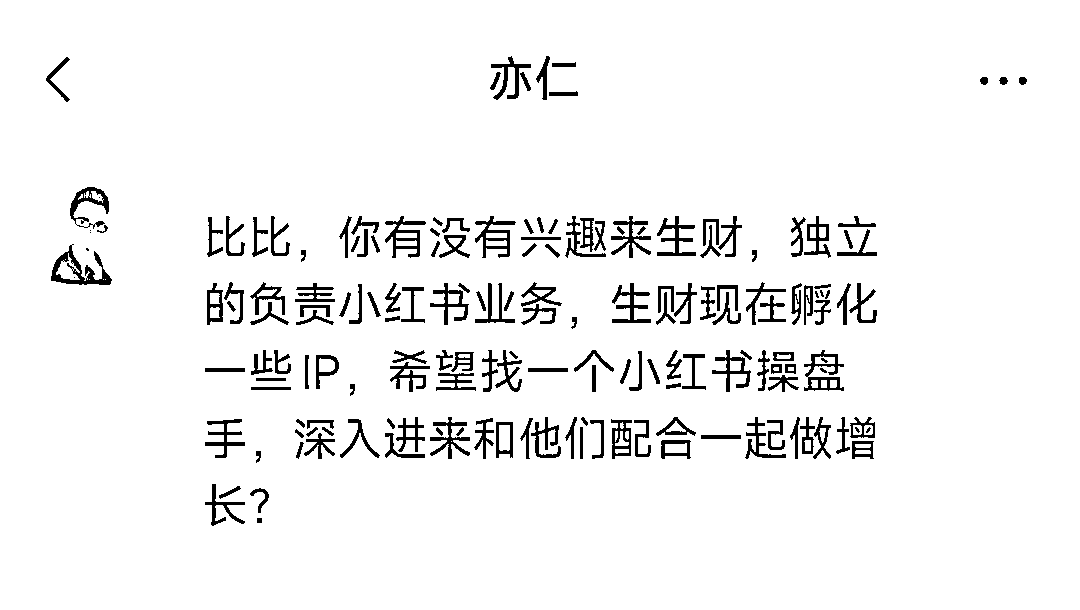 亦仁
比比，你有没有兴趣来生财，独立
的负责小红书业务，生财现在孵化
一些IP，希望找一个小红书操盘
手，深入进来和他们配合一起做增
长？